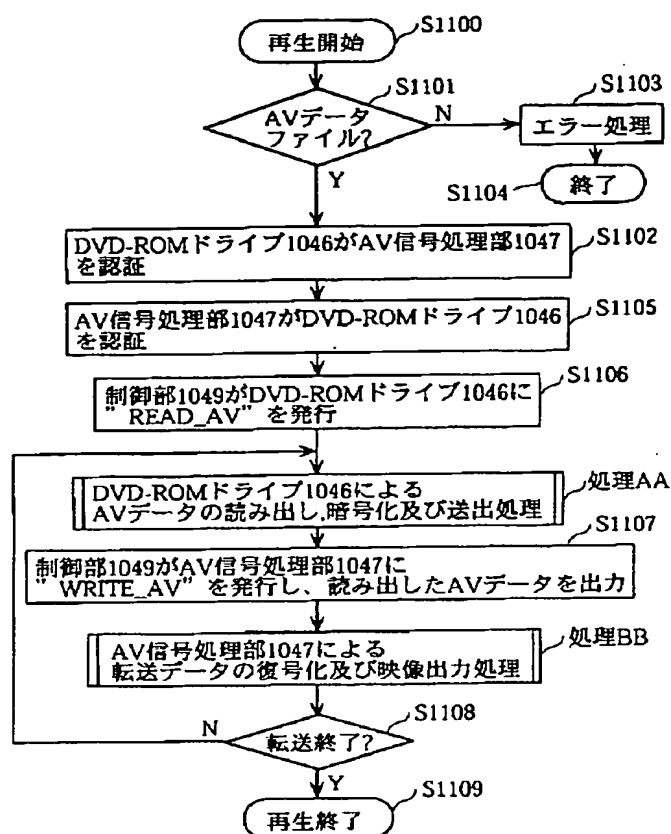 再生開始
S1100
S1101
AVデータ
ファイル?
N
S1103
エラー処理
Y
S1104
終了
DVD-ROMドライブ1046がAV信号処理部1047
を認証
S1102
AV信号処理部1047がDVD-ROMドライブ1046
を認証
S1105
制御部1049がDVD-ROMドライブ1046に
"READ_AV"を発行
S1106
DVD-ROMドライブ1046による
AVデータの読み出し,暗号化及び送出処理
処理AA
S1107
制御部1049がAV信号処理部1047に
"WRITE_AV"を発行し、読み出したAVデータを出力
AV信号処理部1047による
転送データの復号化及び映像出力処理
処理BB
S1108
N
転送終了?
Y
S1109
再生終了